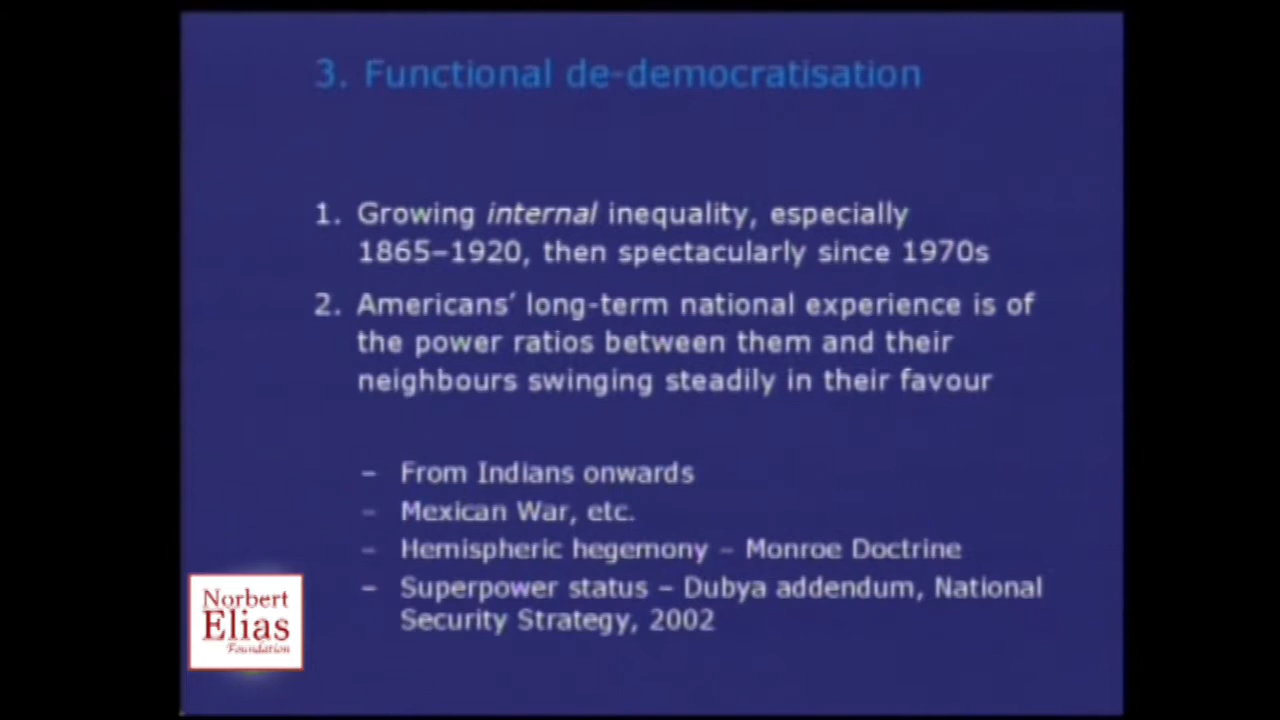 3. Functional de-democratisation
1. Growing internal inequality, especially
1865–1920, then spectacularly since 1970s
2. Americans’ long-term national experience is of
the power ratios between them and their
neighbours swinging steadily in their favour
– From Indians onwards
– Mexican War, etc.
– Hemispheric hegemony – Monroe Doctrine
– Superpower status – Dubya addendum, National
Security Strategy, 2002
Norbert
Elias
Foundation